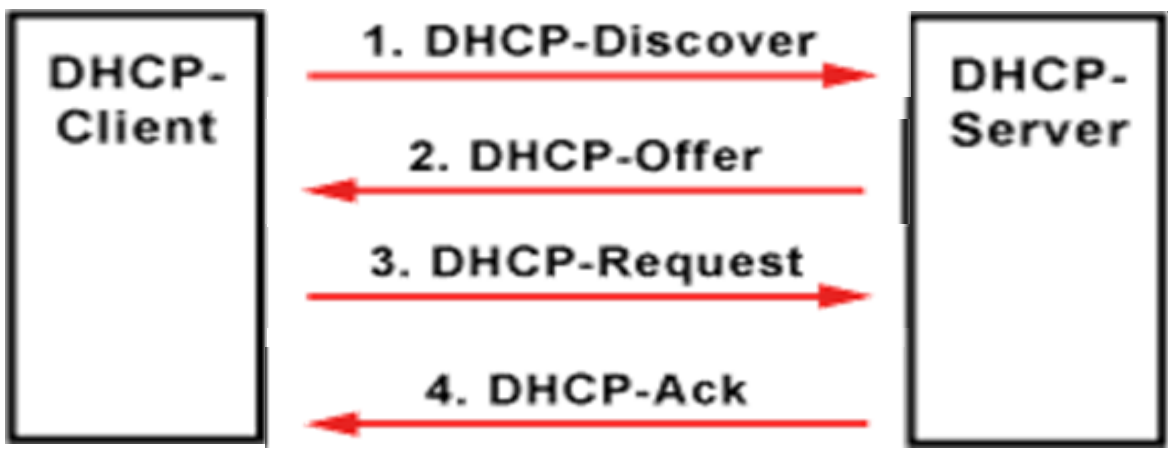 DHCP-
Client
1. DHCP-Discover
2. DHCP-Offer
3. DHCP-Request
4. DHCP-Ack
DHCP-
Server